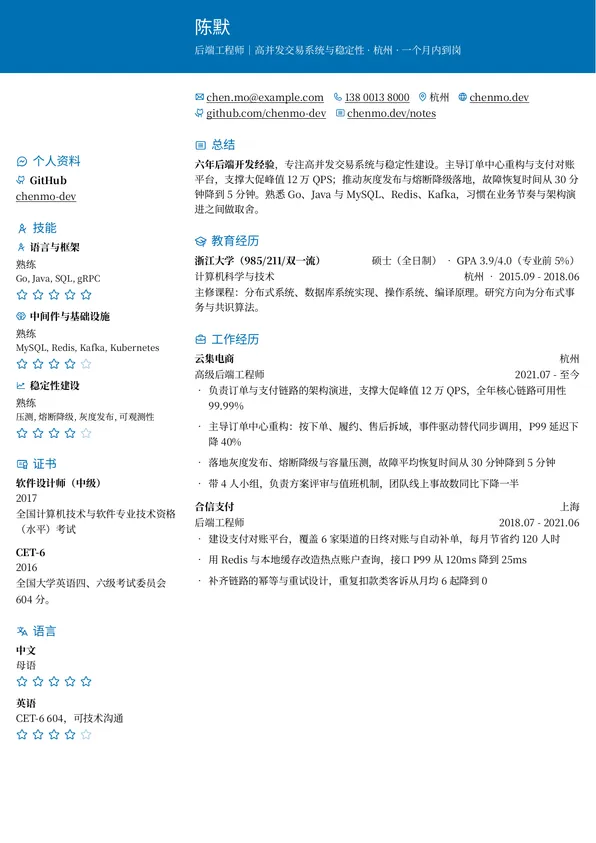 陈默
后端工程师｜高并发交易系统与稳定性 · 杭州 · 一个月内到岗
chen.mo@example.com 138 0013 8000 杭州 chenmo.dev
github.com/chenmo-dev chenmo.dev/notes
个人资料
GitHub
chenmo-dev
技能
语言与框架
熟练
Go, Java, SQL, gRPC
中间件与基础设施
熟练
MySQL, Redis, Kafka, Kubernetes
稳定性建设
熟练
压测, 熔断降级, 灰度发布, 可观测性
证书
软件设计师（中级）
2017
全国计算机技术与软件专业技术资格
（水平）考试
CET-6
2016
全国大学英语四、六级考试委员会
604 分。
语言
中文
母语
英语
CET-6 604，可技术沟通
总结
六年后端开发经验，专注高并发交易系统与稳定性建设。主导订单中心重构与支付对账
平台，支撑大促峰值 12 万 QPS；推动灰度发布与熔断降级落地，故障恢复时间从 30 分
钟降到 5 分钟。熟悉 Go、Java 与 MySQL、Redis、Kafka，习惯在业务节奏与架构演
进之间做取舍。
教育经历
浙江大学（985/211/双一流） 硕士（全日制） · GPA 3.9/4.0（专业前 5%）
计算机科学与技术 杭州 · 2015.09 - 2018.06
主修课程：分布式系统、数据库系统实现、操作系统、编译原理。研究方向为分布式事
务与共识算法。
工作经历
云集电商 杭州
高级后端工程师 2021.07 - 至今
· 负责订单与支付链路的架构演进，支撑大促峰值 12 万 QPS，全年核心链路可用性
99.99%
· 主导订单中心重构：按下单、履约、售后拆域，事件驱动替代同步调用，P99 延迟下
降 40%
· 落地灰度发布、熔断降级与容量压测，故障平均恢复时间从 30 分钟降到 5 分钟
· 带 4 人小组，负责方案评审与值班机制，团队线上事故数同比下降一半
合信支付 上海
后端工程师 2018.07 - 2021.06
· 建设支付对账平台，覆盖 6 家渠道的日终对账与自动补单，每月节省约 120 人时
· 用 Redis 与本地缓存改造热点账户查询，接口 P99 从 120ms 降到 25ms
· 补齐链路的幂等与重试设计，重复扣款类客诉从月均 6 起降到 0